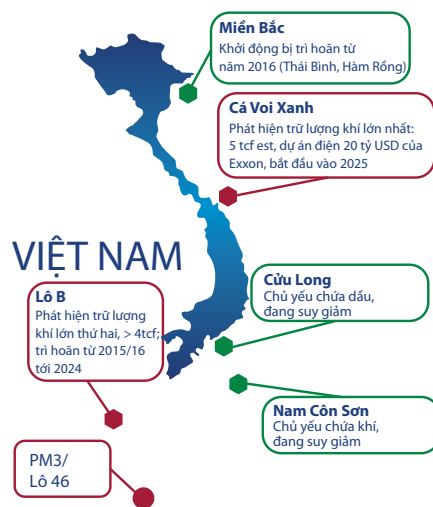 Miền Bắc
Khởi động bị trì hoãn từ
năm 2016 (Thái Bình, Hàm Rồng)
Cá Voi Xanh
Phát hiện trữ lượng khí lớn nhất:
5 tcf est, dự án điện 20 tỷ USD của
Exxon, bắt đầu vào 2025
VIỆT NAM
Cửu Long
Chủ yếu chứa dầu,
đang suy giảm
Lô B
Phát hiện trữ lượng
khí lớn thứ hai, > 4tcf;
trì hoãn từ 2015/16
tới 2024
Nam Côn Sơn
Chủ yếu chứa khí,
đang suy giảm
PM3/
Lô 46